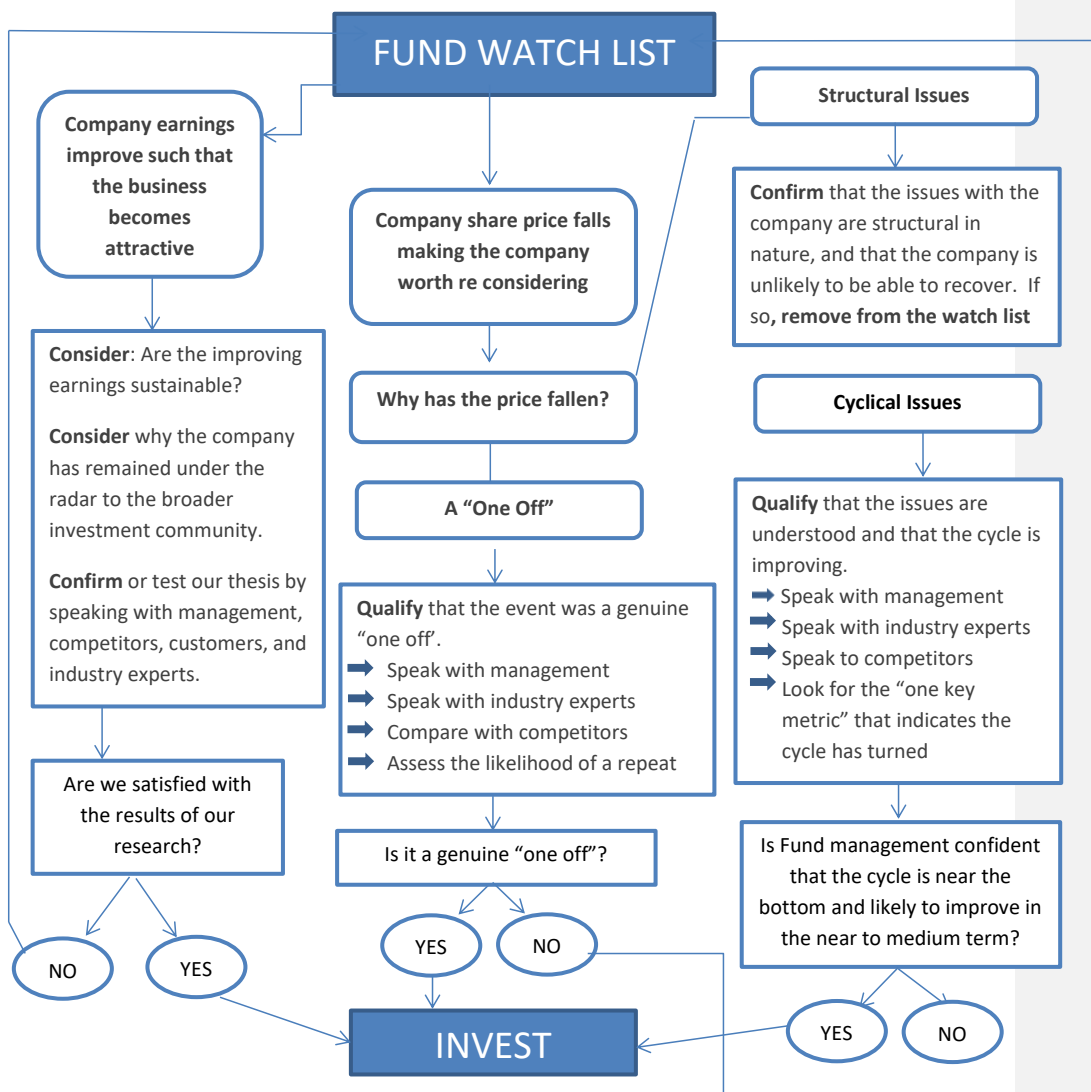 FUND WATCH LIST
Company earnings
improve such that
the business
becomes
attractive
Consider: Are the improving
earnings sustainable?
Consider why the company
has remained under the
radar to the broader
investment community.
Confirm or test our thesis by
speaking with management,
competitors, customers, and
industry experts.
Are we satisfied with
the results of our
research?
NO
YES
Company share price falls
making the company
worth re considering
Why has the price fallen?
A “One Off”
Qualify that the event was a genuine
“one off’.
Speak with management
Speak with industry experts
Compare with competitors
Assess the likelihood of a repeat
Is it a genuine “one off”?
YES
NO
Structural Issues
Confirm that the issues with the
company are structural in
nature, and that the company is
unlikely to be able to recover. If
so, remove from the watch list
Cyclical Issues
Qualify that the issues are
understood and that the cycle is
improving.
Speak with management
Speak with industry experts
Speak to competitors
Look for the “one key
metric” that indicates the
cycle has turned
Is Fund management confident
that the cycle is near the
bottom and likely to improve in
the near to medium term?
YES
NO
INVEST